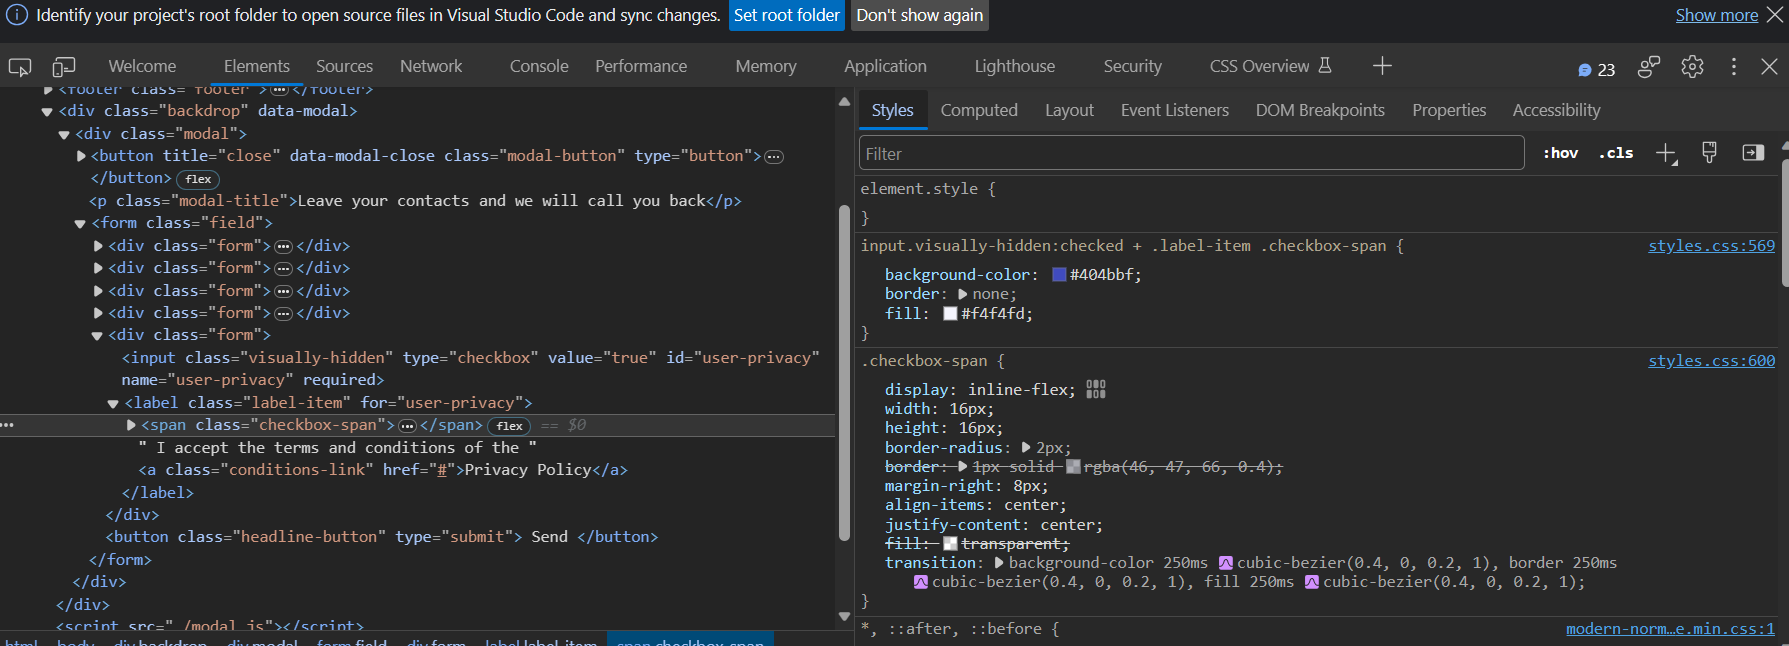 Identify your project's root folder to open source files in Visual Studio Code and sync changes. Set root folder Don't show again Show more
Welcome Elements Sources Network Console Performance Memory Application Lighthouse Security CSS Overview 23
<footer class="footer">…</footer>
<div class="backdrop" data-modal>
<div class="modal">
<button title="close" data-modal-close class="modal-button" type="button">…
</button> flex
<p class="modal-title">Leave your contacts and we will call you back</p>
<form class="field">
<div class="form">…</div>
<div class="form">…</div>
<div class="form">…</div>
<div class="form">…</div>
<div class="form">
<input class="visually-hidden" type="checkbox" value="true" id="user-privacy"
name="user-privacy" required>
<label class="label-item" for="user-privacy">
… <span class="checkbox-span">…</span> flex == $0
" I accept the terms and conditions of the "
<a class="conditions-link" href="#">Privacy Policy</a>
</label>
</div>
<button class="headline-button" type="submit"> Send </button>
</form>
</div>
</div>
<script src="./modal.js"></script>
html body div.backdrop div.modal form.field div.form label.label-item span.checkbox-span
Styles Computed Layout Event Listeners DOM Breakpoints Properties Accessibility
Filter :hov .cls
element.style {
}
input.visually-hidden:checked + .label-item .checkbox-span { styles.css:569
background-color: #404bbf;
border: none;
fill: #f4f4fd;
}
.checkbox-span { styles.css:600
display: inline-flex;
width: 16px;
height: 16px;
border-radius: 2px;
border: 1px solid rgba(46, 47, 66, 0.4);
margin-right: 8px;
align-items: center;
justify-content: center;
fill: transparent;
transition: background-color 250ms cubic-bezier(0.4, 0, 0.2, 1), border 250ms
cubic-bezier(0.4, 0, 0.2, 1), fill 250ms cubic-bezier(0.4, 0, 0.2, 1);
}
*, ::after, ::before { modern-norm…e.min.css:1